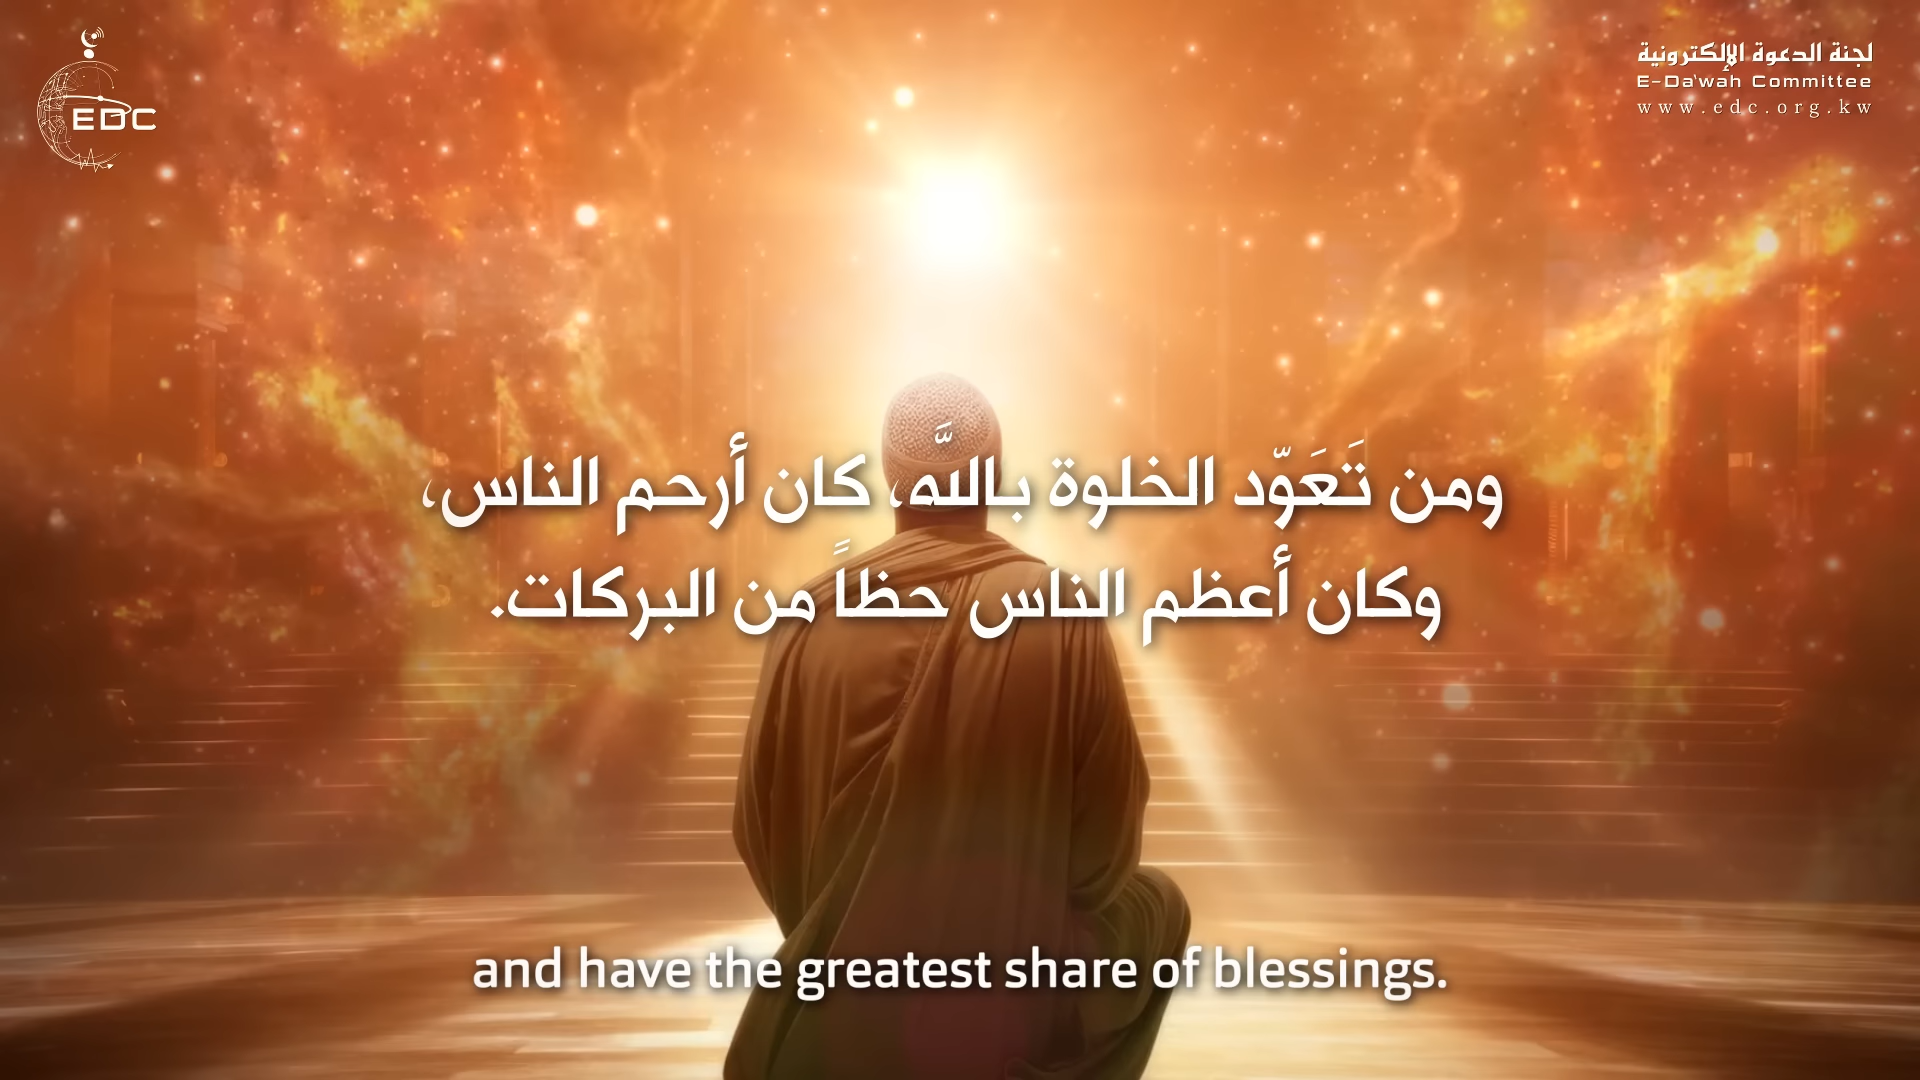 EDC
لجنة الدعوة الإلكترونية
E-Da'wah Committee
www.edc.org.kw
ومن تَعَوّد الخلوة باللَّه، كان أرحم الناس،
وكان أعظم الناس حظاً من البركات.
and have the greatest share of blessings.